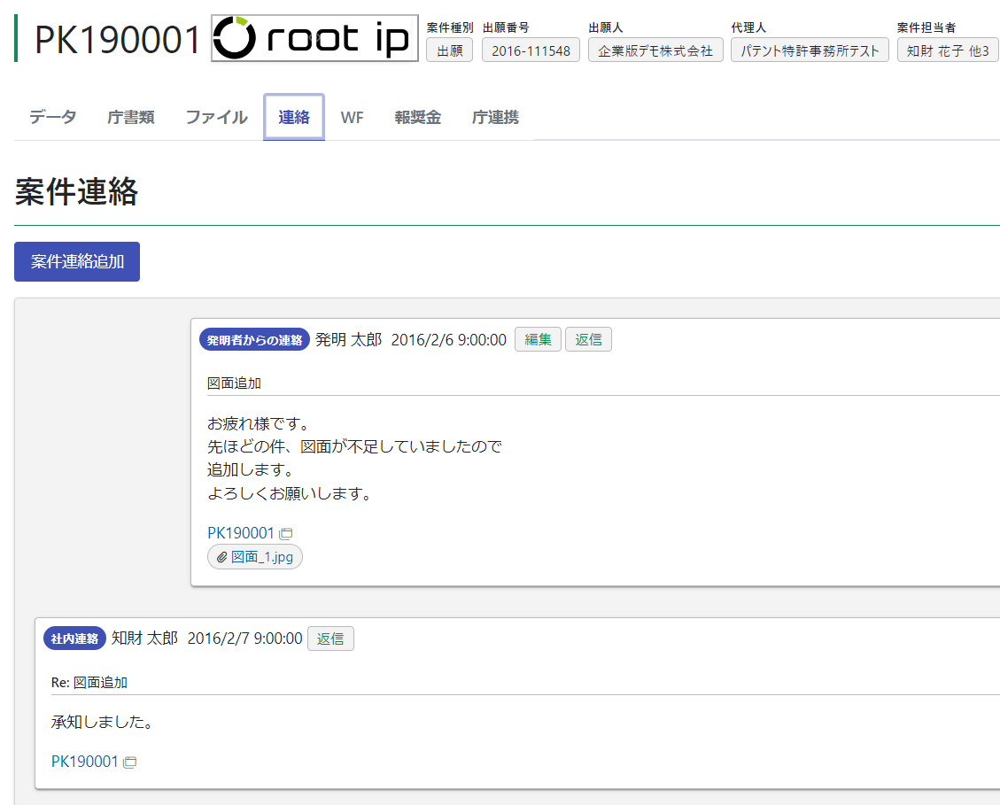 PK190001 root ip
案件種別 出願番号 出願人 代理人 案件担当者
出願 2016-111548 企業版デモ株式会社 パテント特許事務所テスト 知財 花子 他3
データ 庁書類 ファイル 連絡 WF 報奨金 庁連携
案件連絡
案件連絡追加
発明者からの連絡 発明 太郎 2016/2/6 9:00:00 編集 返信
図面追加
お疲れ様です。
先ほどの件、図面が不足していましたので
追加します。
よろしくお願いします。
PK190001
図面_1.jpg
社内連絡 知財 太郎 2016/2/7 9:00:00 返信
Re: 図面追加
承知しました。
PK190001